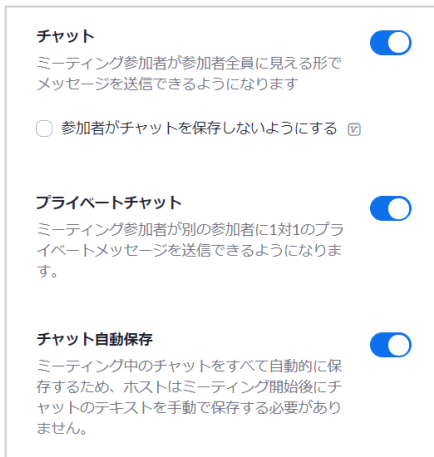 チャット
ミーティング参加者が参加者全員に見える形で
メッセージを送信できるようになります
参加者がチャットを保存しないようにする
プライベートチャット
ミーティング参加者が別の参加者に1対1のプラ
イベートメッセージを送信できるようになりま
す。
チャット自動保存
ミーティング中のチャットをすべて自動的に保
存するため、ホストはミーティング開始後にチ
ャットのテキストを手動で保存する必要があり
ません。